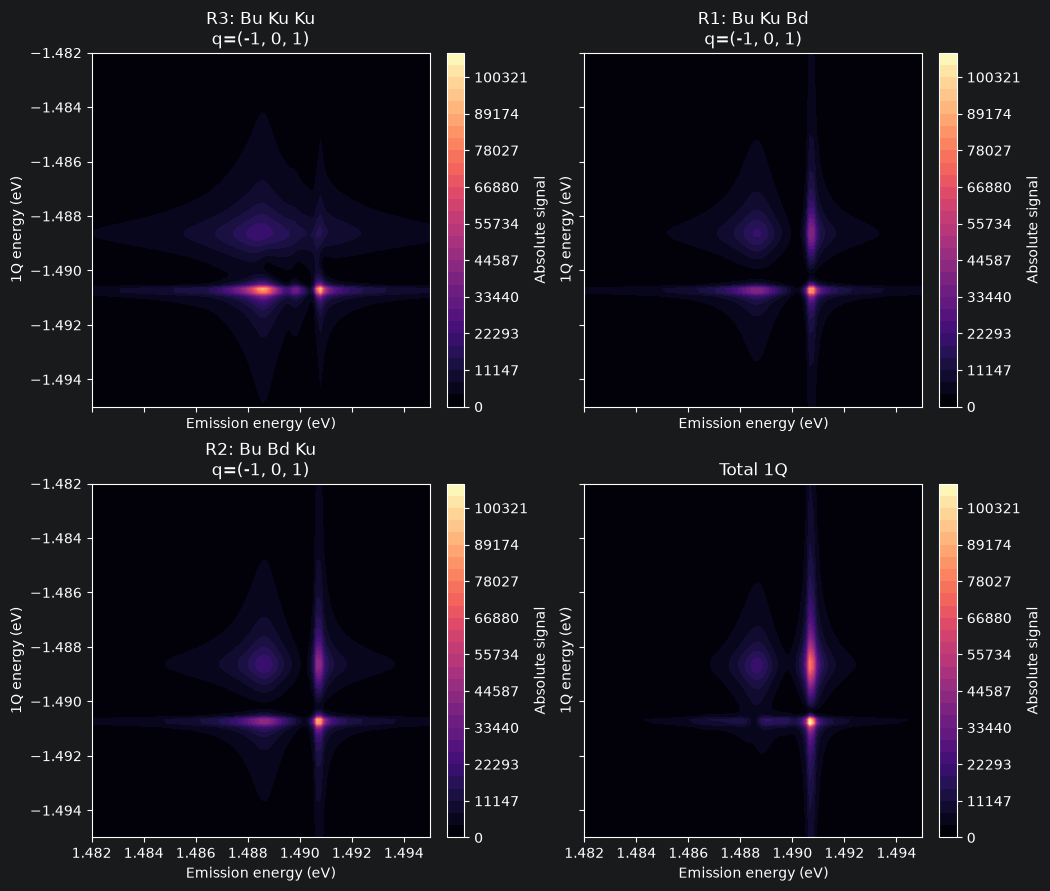 R3: Bu Ku Ku
q=(-1, 0, 1)
−1.482
−1.484
−1.486
−1.488
−1.490
−1.492
−1.494
1Q energy (eV)
Emission energy (eV)
100321
89174
78027
66880
55734
44587
33440
22293
11147
0
Absolute signal
R1: Bu Ku Bd
q=(-1, 0, 1)
1Q energy (eV)
Emission energy (eV)
100321
89174
78027
66880
55734
44587
33440
22293
11147
0
Absolute signal
R2: Bu Bd Ku
q=(-1, 0, 1)
−1.482
−1.484
−1.486
−1.488
−1.490
−1.492
−1.494
1Q energy (eV)
1.482 1.484 1.486 1.488 1.490 1.492 1.494
Emission energy (eV)
100321
89174
78027
66880
55734
44587
33440
22293
11147
0
Absolute signal
Total 1Q
1Q energy (eV)
1.482 1.484 1.486 1.488 1.490 1.492 1.494
Emission energy (eV)
100321
89174
78027
66880
55734
44587
33440
22293
11147
0
Absolute signal